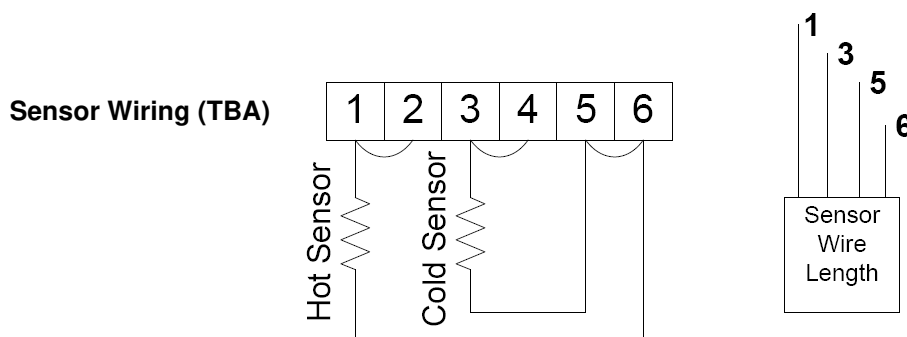 Sensor Wiring (TBA)
1 2 3 4 5 6
Hot Sensor
Cold Sensor
1
3
5
6
Sensor
Wire
Length